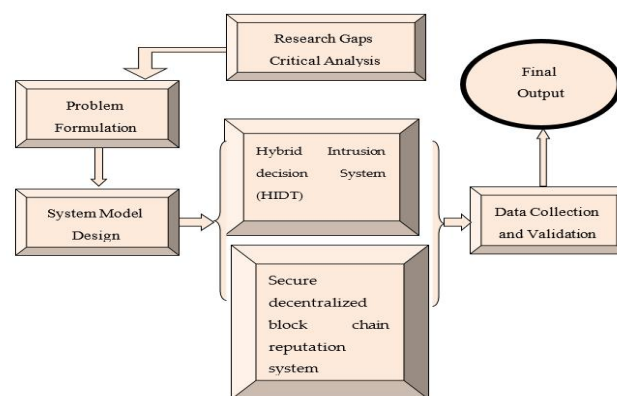 Research Gaps
Critical Analysis
Problem
Formulation
System Model
Design
Hybrid Intrusion
decision System
(HIDT)
Secure
decentralized
block chain
reputation
system
Data Collection
and Validation
Final
Output